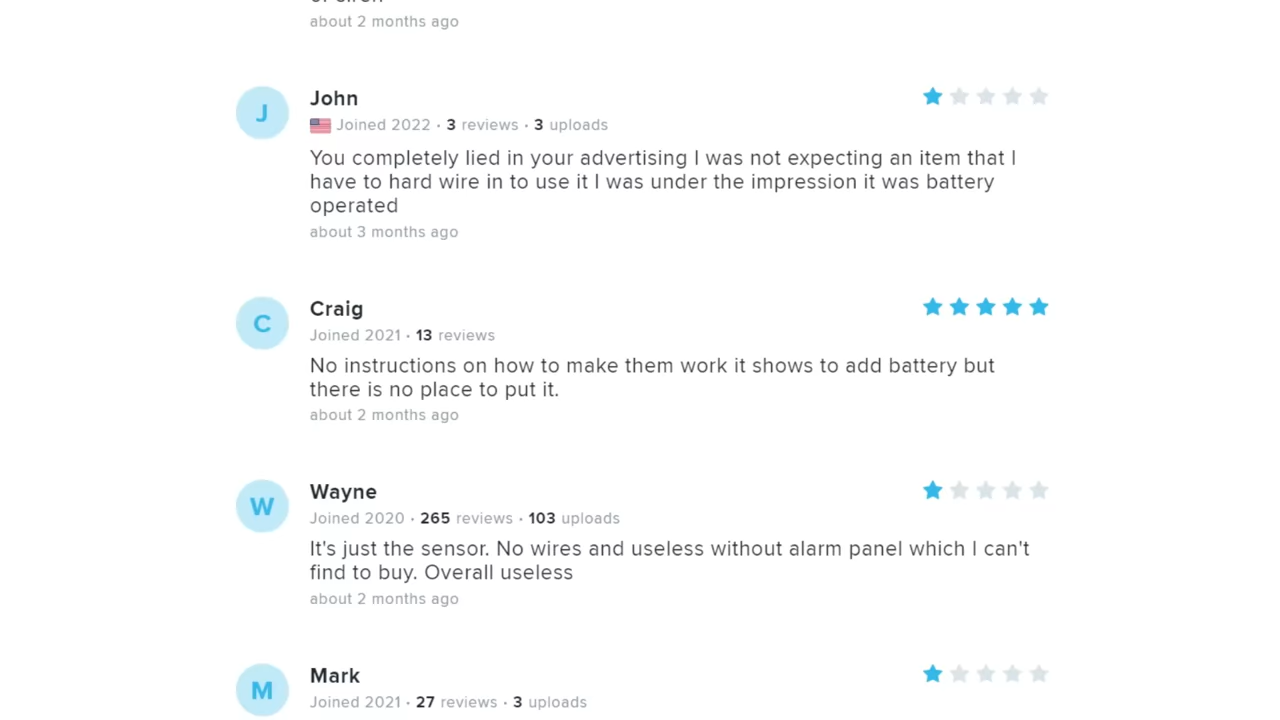 about 2 months ago
J
John
Joined 2022 · 3 reviews · 3 uploads
You completely lied in your advertising I was not expecting an item that I
have to hard wire in to use it I was under the impression it was battery
operated
about 3 months ago
C
Craig
Joined 2021 · 13 reviews
No instructions on how to make them work it shows to add battery but
there is no place to put it.
about 2 months ago
W
Wayne
Joined 2020 · 265 reviews · 103 uploads
It's just the sensor. No wires and useless without alarm panel which I can't
find to buy. Overall useless
about 2 months ago
M
Mark
Joined 2021 · 27 reviews · 3 uploads